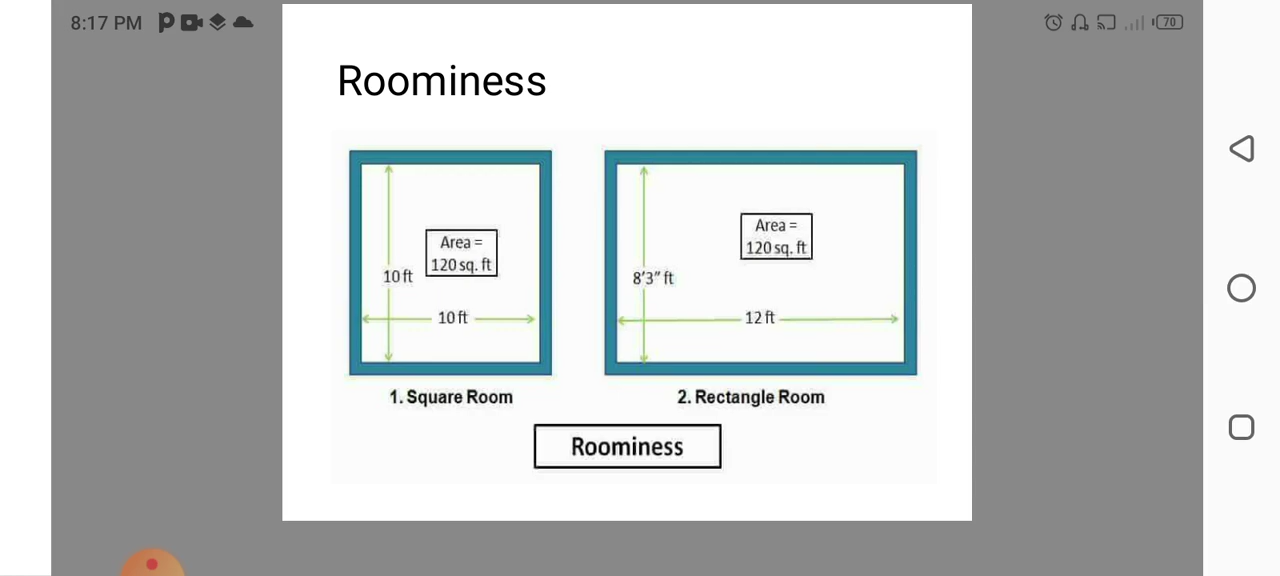 8:17 PM
70
Roominess
Area =
120 sq. ft
10 ft
10 ft
Area =
120 sq. ft
8'3" ft
12 ft
1. Square Room
2. Rectangle Room
Roominess